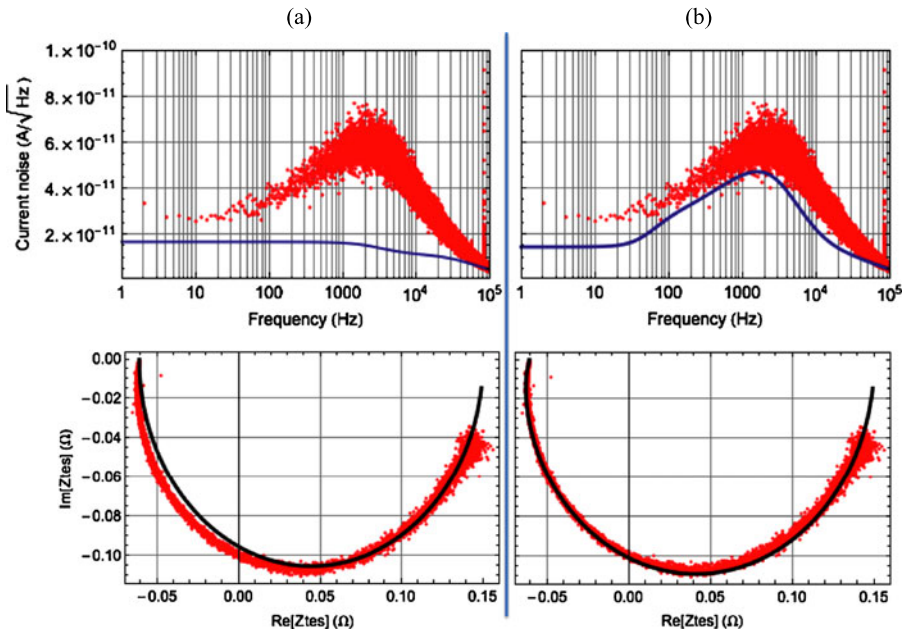 (a) (b)
Current noise (A/√Hz)
1. × 10⁻¹⁰
8. × 10⁻¹¹
6. × 10⁻¹¹
4. × 10⁻¹¹
2. × 10⁻¹¹
1 10 100 1000 10⁴ 10⁵
Frequency (Hz)
1 10 100 1000 10⁴ 10⁵
Frequency (Hz)
Im[Ztes] (Ω)
0.00
−0.02
−0.04
−0.06
−0.08
−0.10
−0.05 0.00 0.05 0.10 0.15
Re[Ztes] (Ω)
−0.05 0.00 0.05 0.10 0.15
Re[Ztes] (Ω)